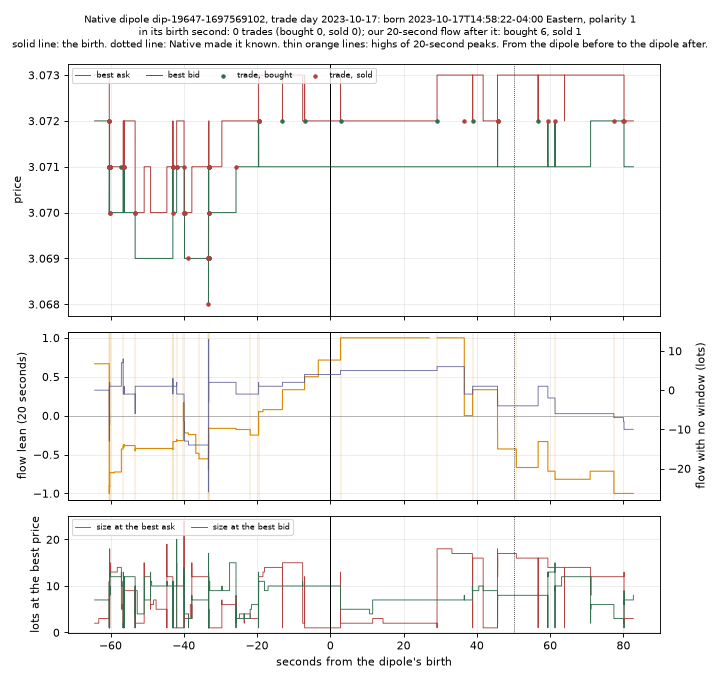 Native dipole dip-19647-1697569102, trade day 2023-10-17: born 2023-10-17T14:58:22-04:00 Eastern, polarity 1
in its birth second: 0 trades (bought 0, sold 0); our 20-second flow after it: bought 6, sold 1
solid line: the birth. dotted line: Native made it known. thin orange lines: highs of 20-second peaks. From the dipole before to the dipole after.
best ask best bid trade, bought trade, sold
3.073
3.072
3.071
3.070
3.069
3.068
price
1.0
0.5
0.0
−0.5
−1.0
flow lean (20 seconds)
10
0
−10
−20
flow with no window (lots)
size at the best ask size at the best bid
20
10
0
lots at the best price
−60 −40 −20 0 20 40 60 80
seconds from the dipole's birth